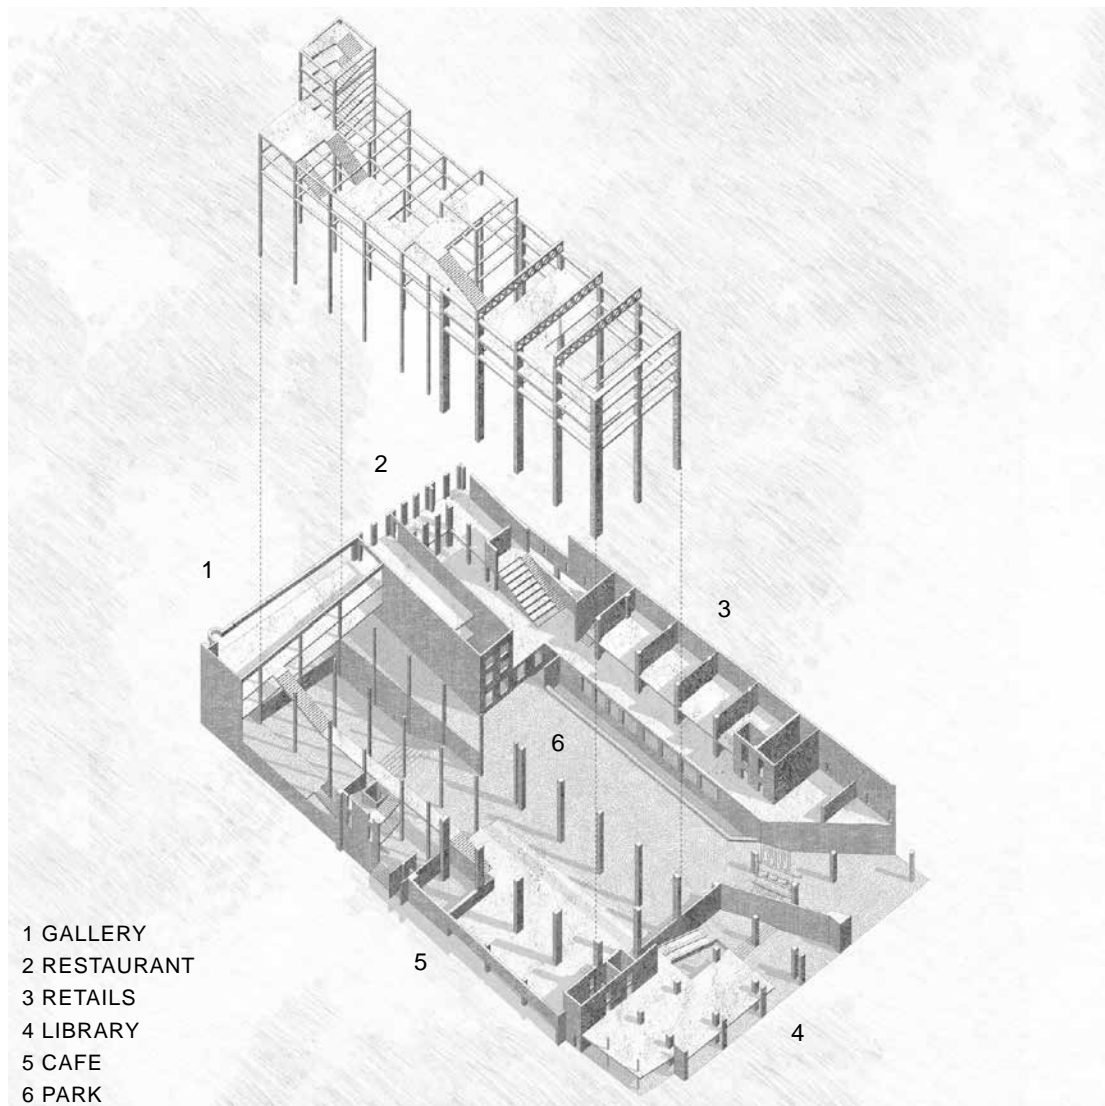 2
1
3
6
5
4
1 GALLERY
2 RESTAURANT
3 RETAILS
4 LIBRARY
5 CAFE
6 PARK